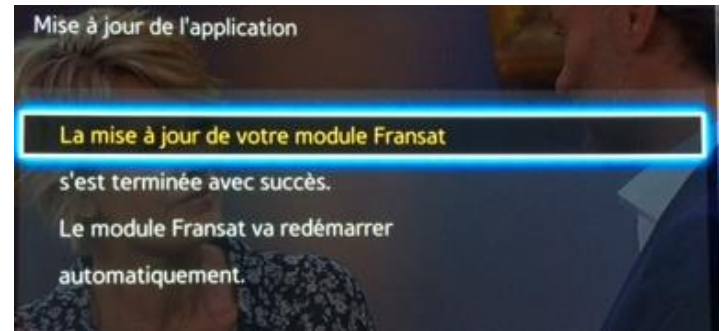 Mise à jour de l'application
La mise à jour de votre module Fransat
s'est terminée avec succès.
Le module Fransat va redémarrer
automatiquement.